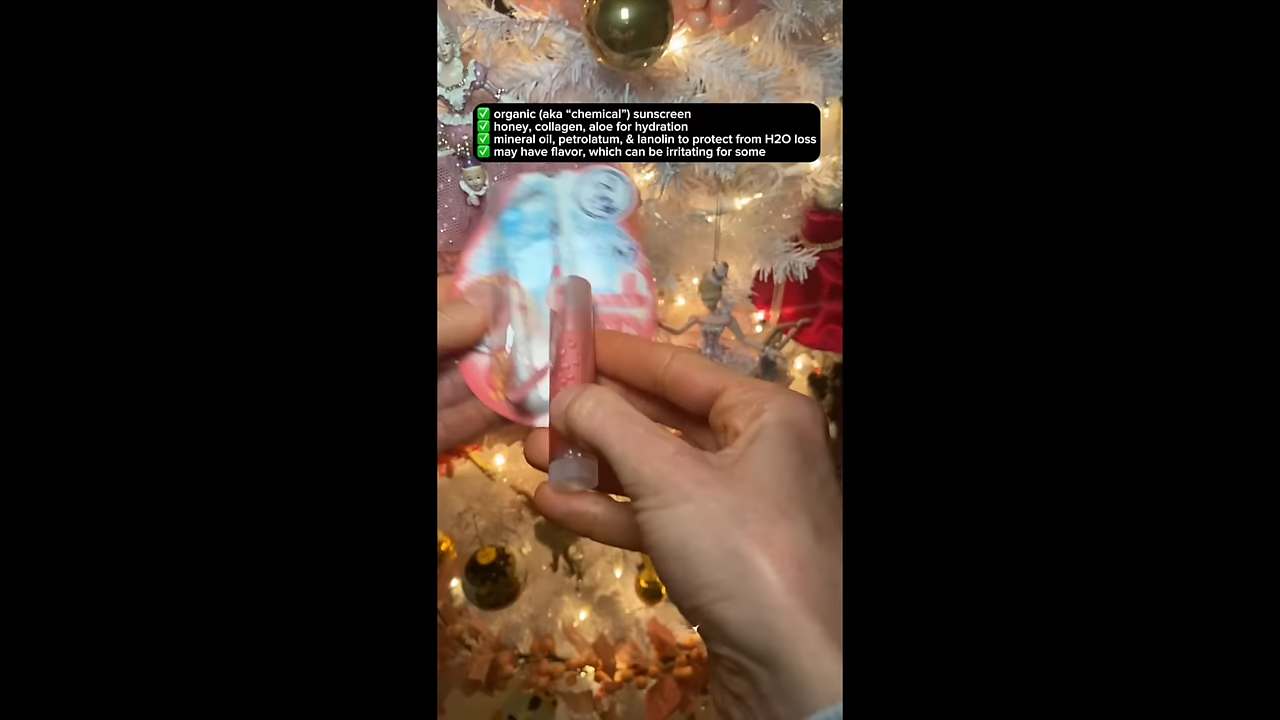 ✅ organic (aka “chemical”) sunscreen
✅ honey, collagen, aloe for hydration
✅ mineral oil, petrolatum, & lanolin to protect from H2O loss
✅ may have flavor, which can be irritating for some